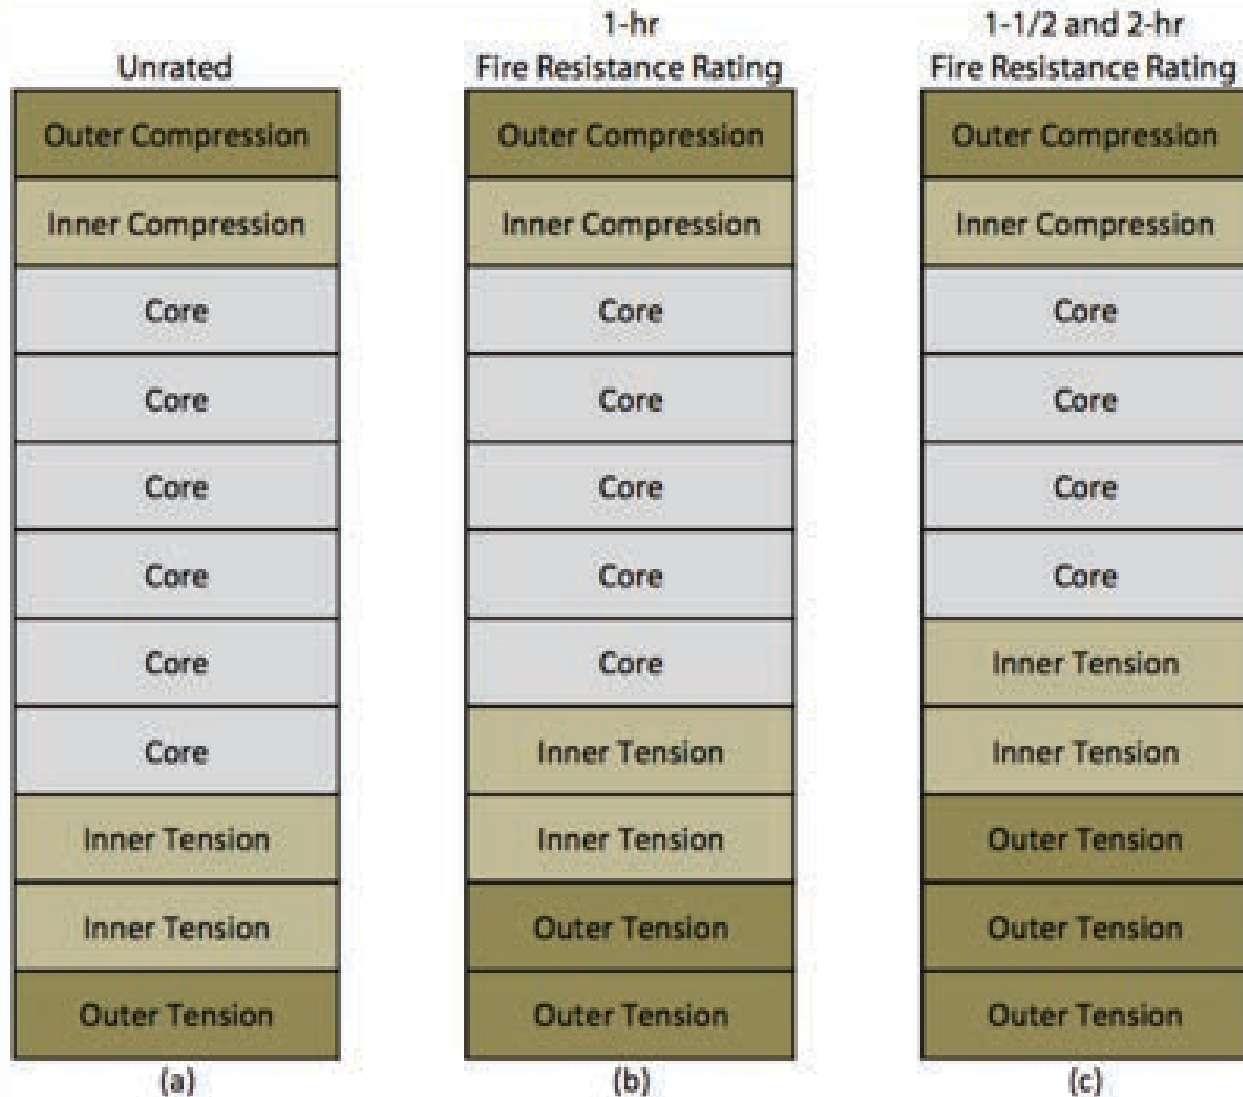 Unrated
Outer Compression
Inner Compression
Core
Core
Core
Core
Core
Core
Inner Tension
Inner Tension
Outer Tension
(a)
1-hr
Fire Resistance Rating
Outer Compression
Inner Compression
Core
Core
Core
Core
Core
Inner Tension
Inner Tension
Outer Tension
Outer Tension
(b)
1-1/2 and 2-hr
Fire Resistance Rating
Outer Compression
Inner Compression
Core
Core
Core
Core
Inner Tension
Inner Tension
Outer Tension
Outer Tension
Outer Tension
(c)